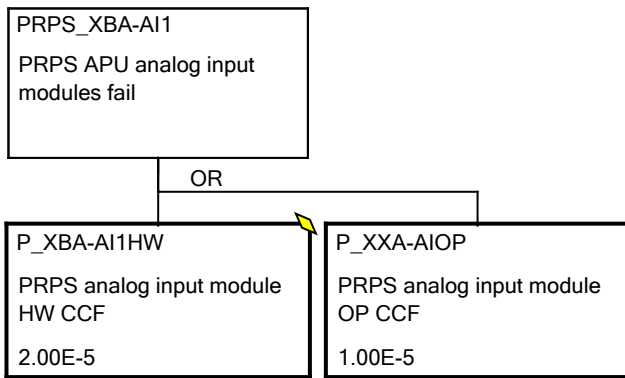 PRPS_XBA-AI1
PRPS APU analog input
modules fail
OR
P_XBA-AI1HW
PRPS analog input module
HW CCF
2.00E-5
P_XXA-AIOP
PRPS analog input module
OP CCF
1.00E-5